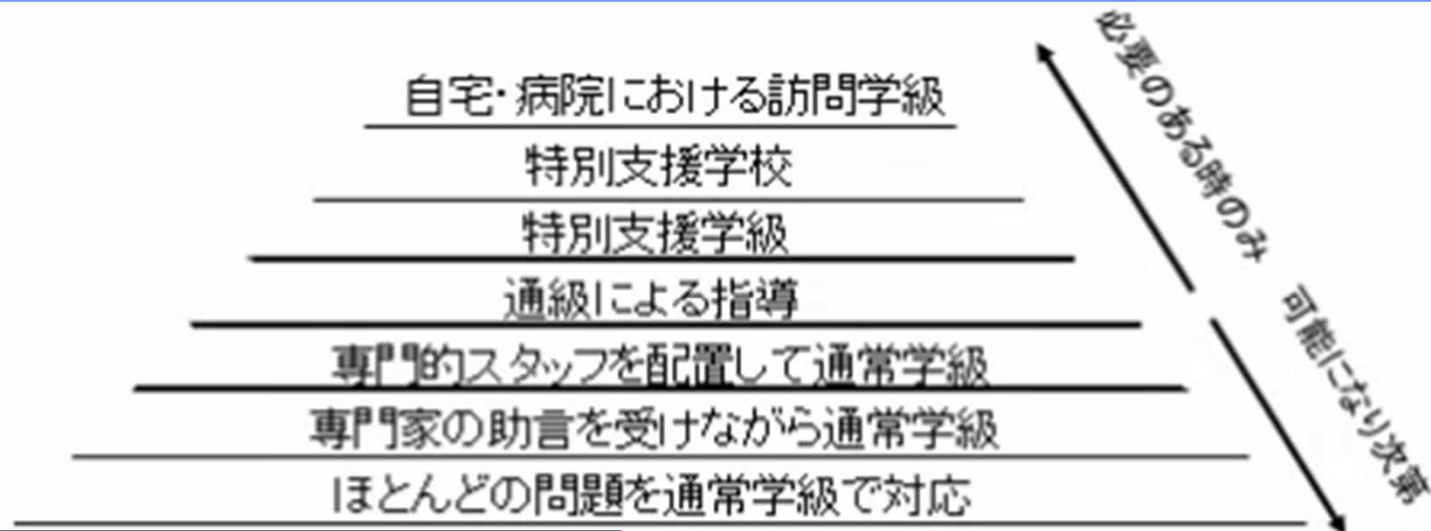 自宅・病院における訪問学級
特別支援学校
特別支援学級
通級による指導
専門的スタッフを配置して通常学級
専門家の助言を受けながら通常学級
ほとんどの問題を通常学級で対応
必要のある時のみ
可能になり次第